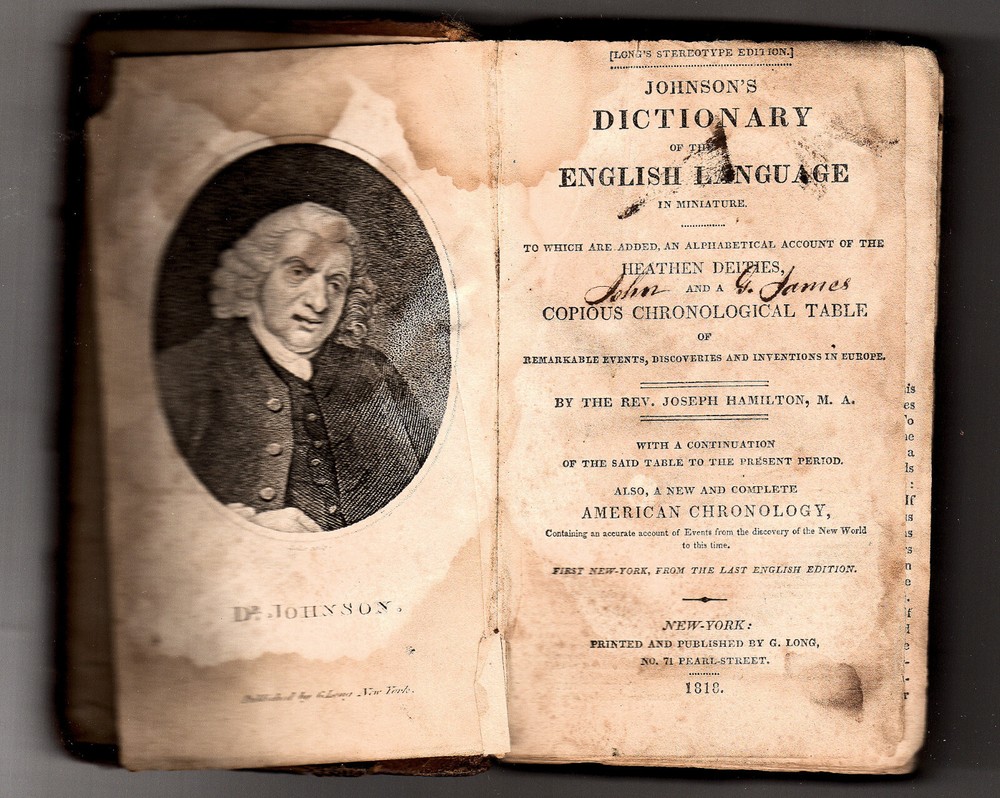 Dr. JOHNSON.
Published by G. Long New York.
[LONG'S STEREOTYPE EDITION.]
JOHNSON'S
DICTIONARY
OF THE
ENGLISH LANGUAGE
IN MINIATURE.
TO WHICH ARE ADDED, AN ALPHABETICAL ACCOUNT OF THE
HEATHEN DEITIES,
John G. James
AND A
COPIOUS CHRONOLOGICAL TABLE
OF
REMARKABLE EVENTS, DISCOVERIES AND INVENTIONS IN EUROPE.
BY THE REV. JOSEPH HAMILTON, M. A.
WITH A CONTINUATION
OF THE SAID TABLE TO THE PRESENT PERIOD.
ALSO, A NEW AND COMPLETE
AMERICAN CHRONOLOGY,
Containing an accurate account of Events from the discovery of the New World
to this time.
FIRST NEW-YORK, FROM THE LAST ENGLISH EDITION.
NEW-YORK:
PRINTED AND PUBLISHED BY G. LONG,
NO. 71 PEARL-STREET.
1818.